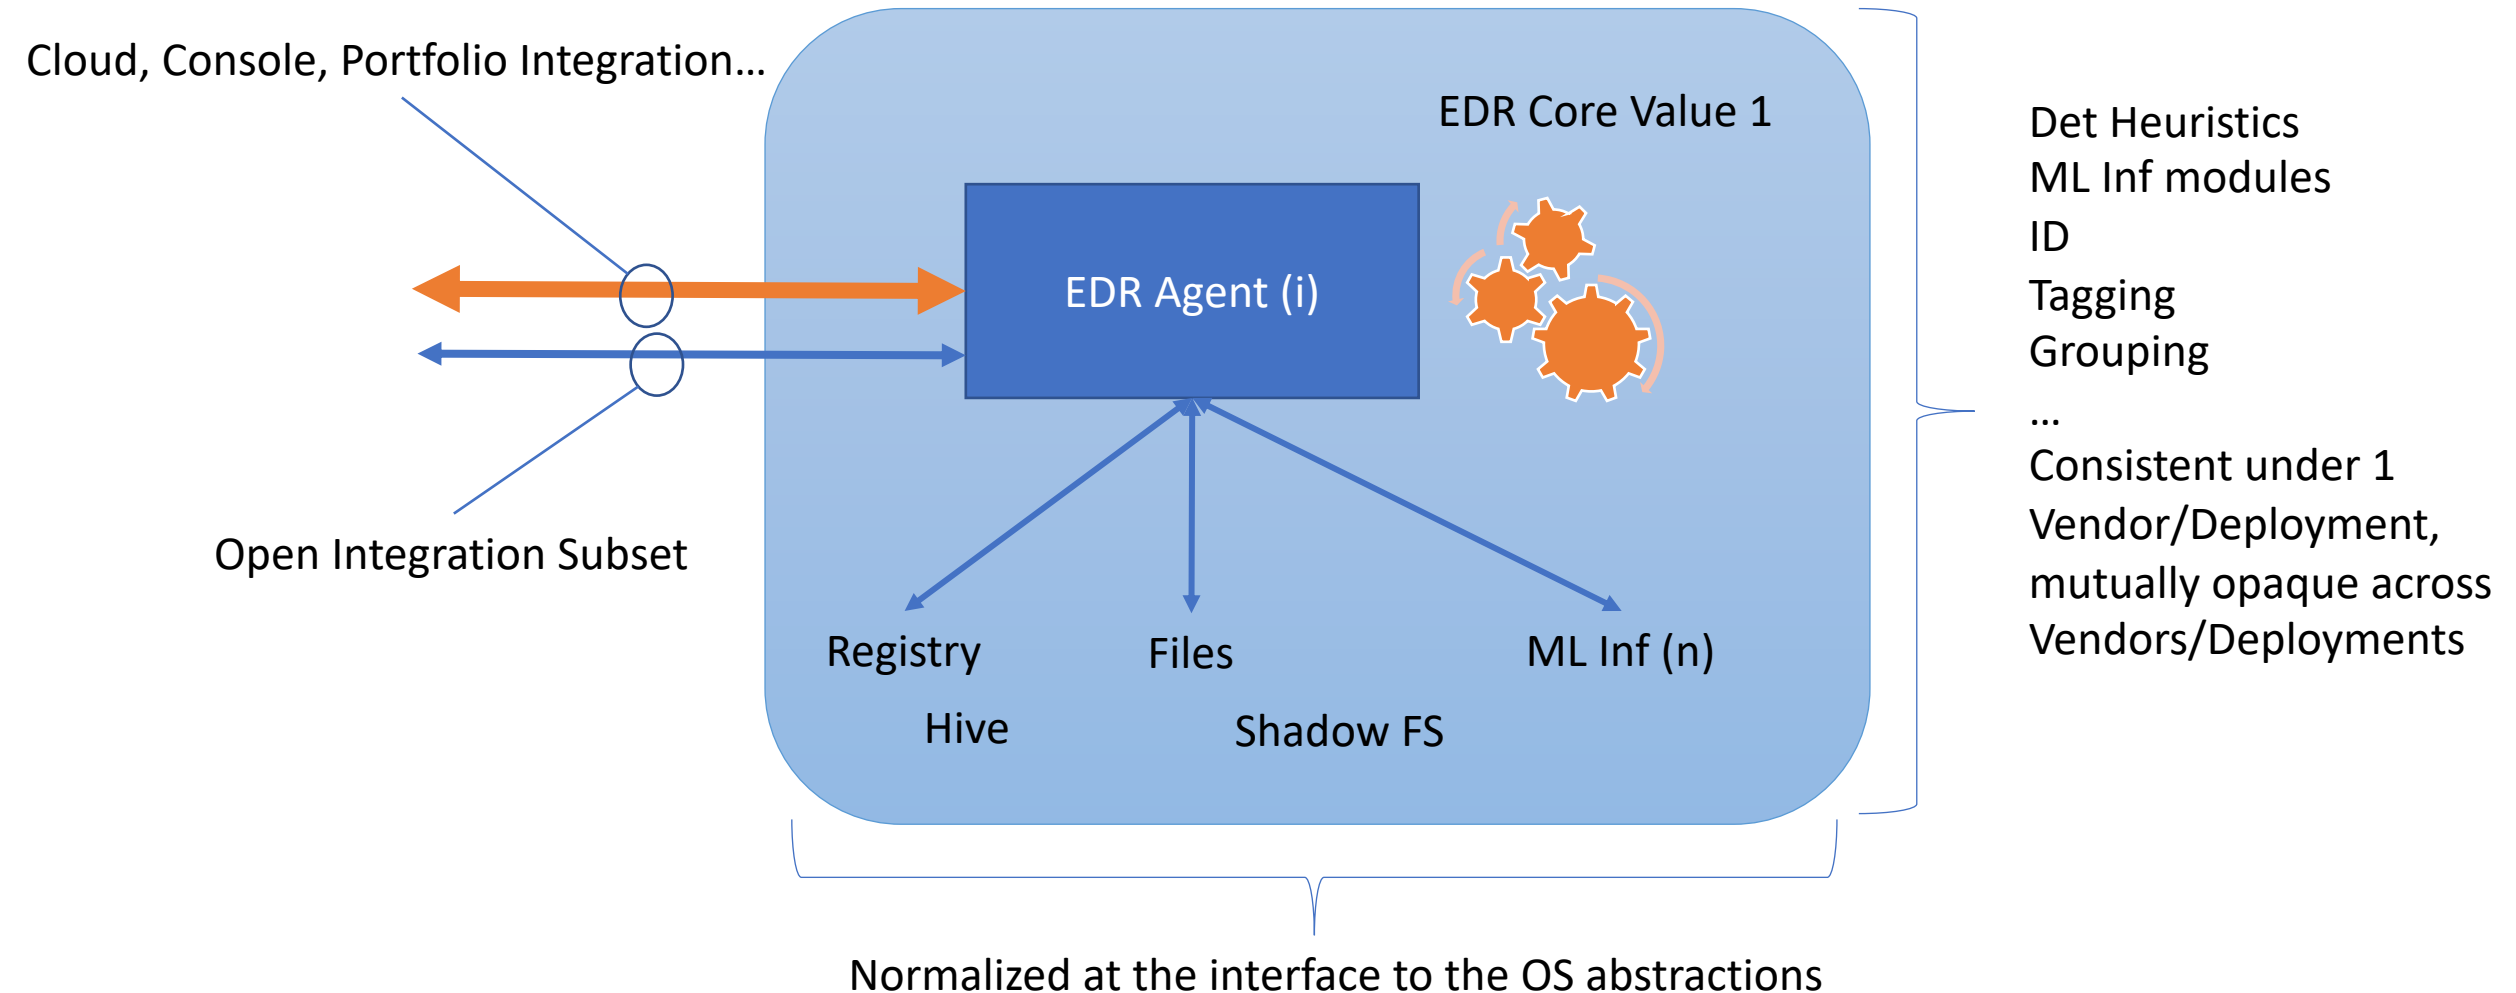 Cloud, Console, Portfolio Integration...
EDR Core Value 1
EDR Agent (i)
Open Integration Subset
Registry
Files
ML Inf (n)
Hive
Shadow FS
Det Heuristics
ML Inf modules
ID
Tagging
Grouping
...
Consistent under 1
Vendor/Deployment,
mutually opaque across
Vendors/Deployments
Normalized at the interface to the OS abstractions